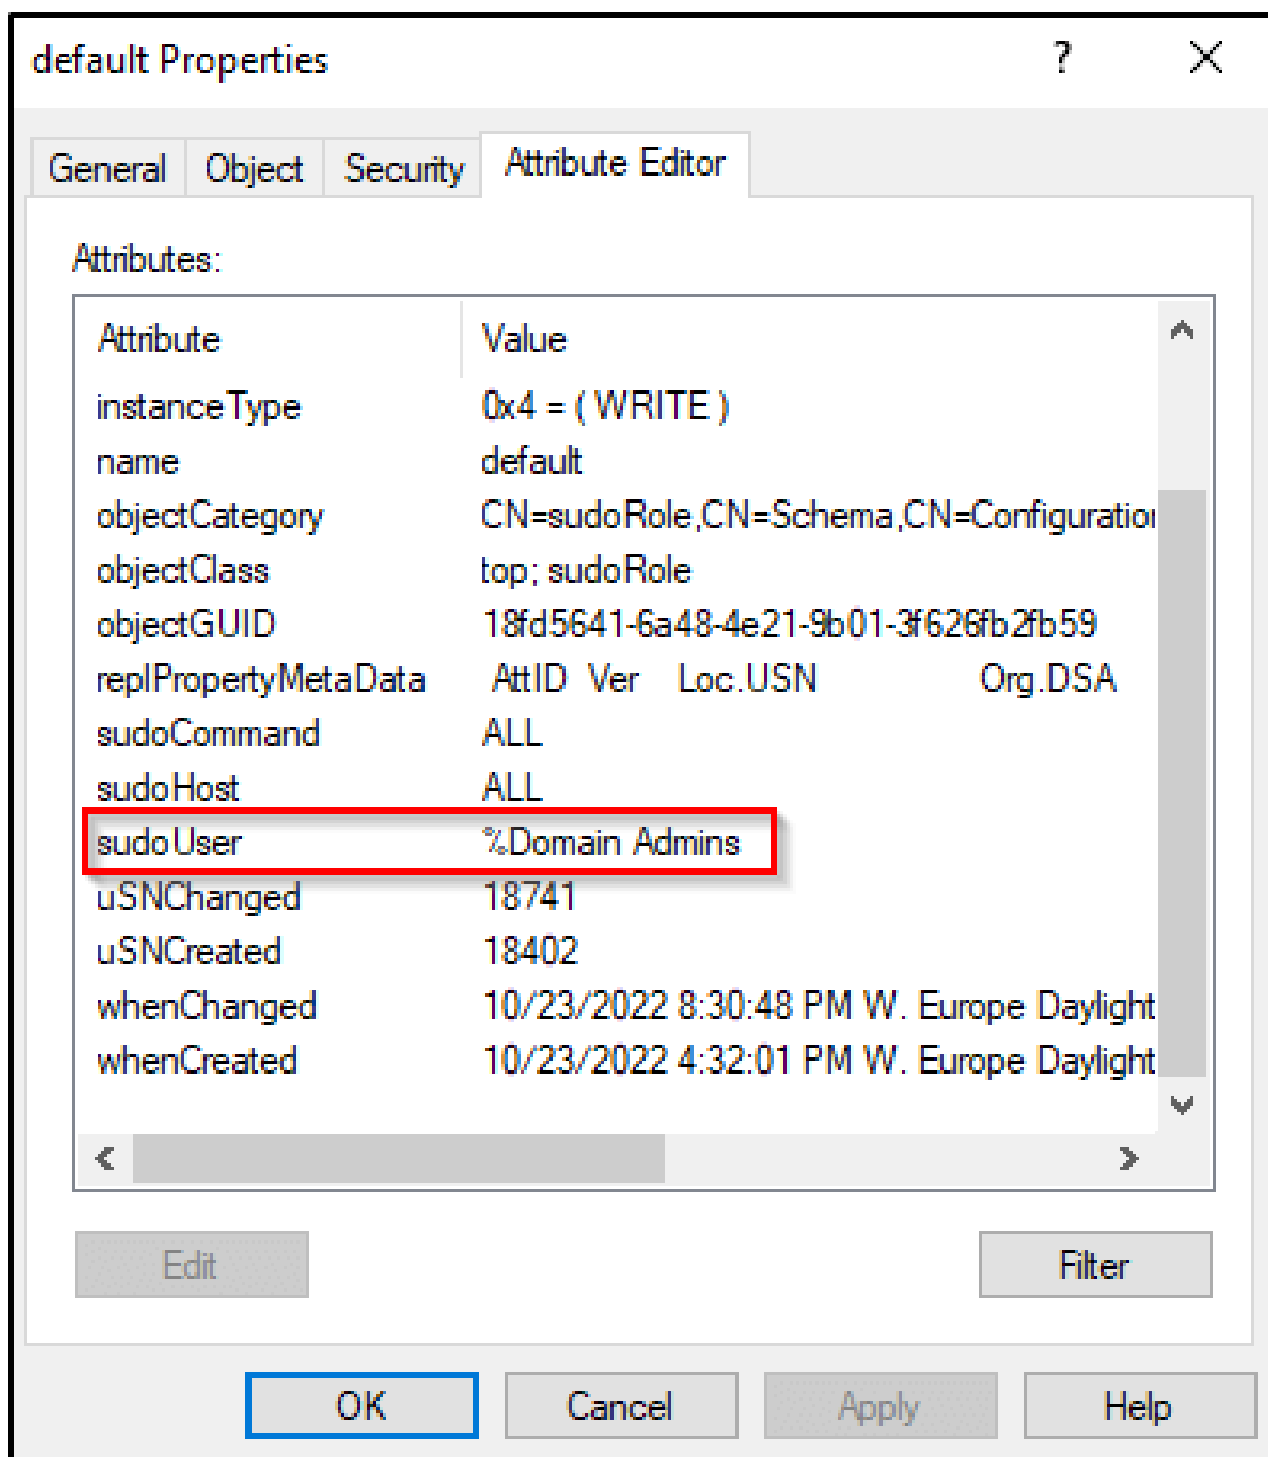 default Properties ?
General Object Security Attribute Editor
Attributes:
Attribute Value
instanceType 0x4 = ( WRITE )
name default
objectCategory CN=sudoRole,CN=Schema,CN=Configuration
objectClass top; sudoRole
objectGUID 18fd5641-6a48-4e21-9b01-3f626fb2fb59
replPropertyMetaData AttID Ver Loc.USN Org.DSA
sudoCommand ALL
sudoHost ALL
sudoUser %Domain Admins
uSNChanged 18741
uSNCreated 18402
whenChanged 10/23/2022 8:30:48 PM W. Europe Daylight
whenCreated 10/23/2022 4:32:01 PM W. Europe Daylight
Edit Filter
OK Cancel Apply Help